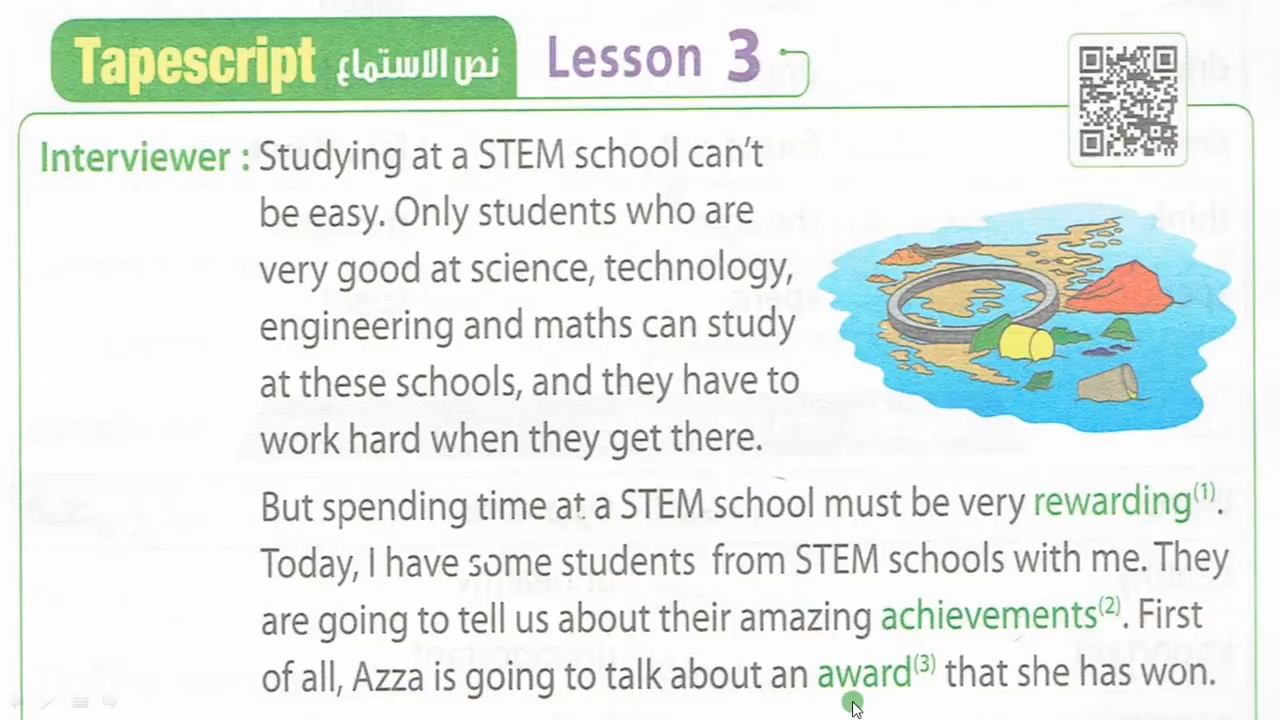 Tapescript نص الاستماع Lesson 3
Interviewer : Studying at a STEM school can't
be easy. Only students who are
very good at science, technology,
engineering and maths can study
at these schools, and they have to
work hard when they get there.
But spending time at a STEM school must be very rewarding(1).
Today, I have some students from STEM schools with me. They
are going to tell us about their amazing achievements(2). First
of all, Azza is going to talk about an award(3) that she has won.